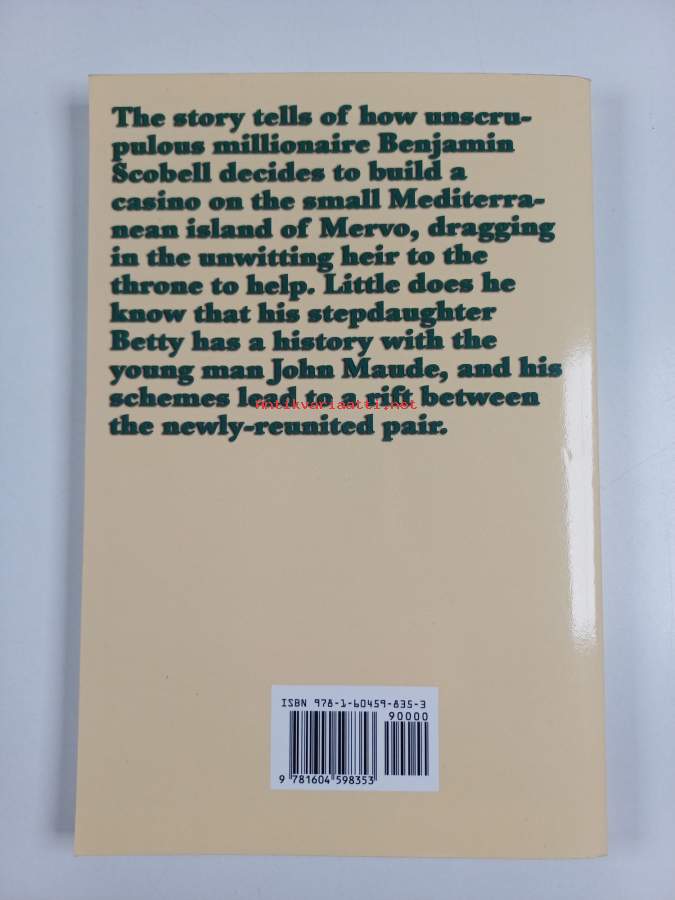 The story tells of how unscru-
pulous millionaire Benjamin
Scobell decides to build a
casino on the small Mediterra-
nean island of Mervo, dragging
in the unwitting heir to the
throne to help. Little does he
know that his stepdaughter
Betty has a history with the
young man John Maude, and his
schemes lead to a rift between
Antikvariaatti.net
the newly-reunited pair.
ISBN 978-1-60459-835-3
90000
9 781604 598353